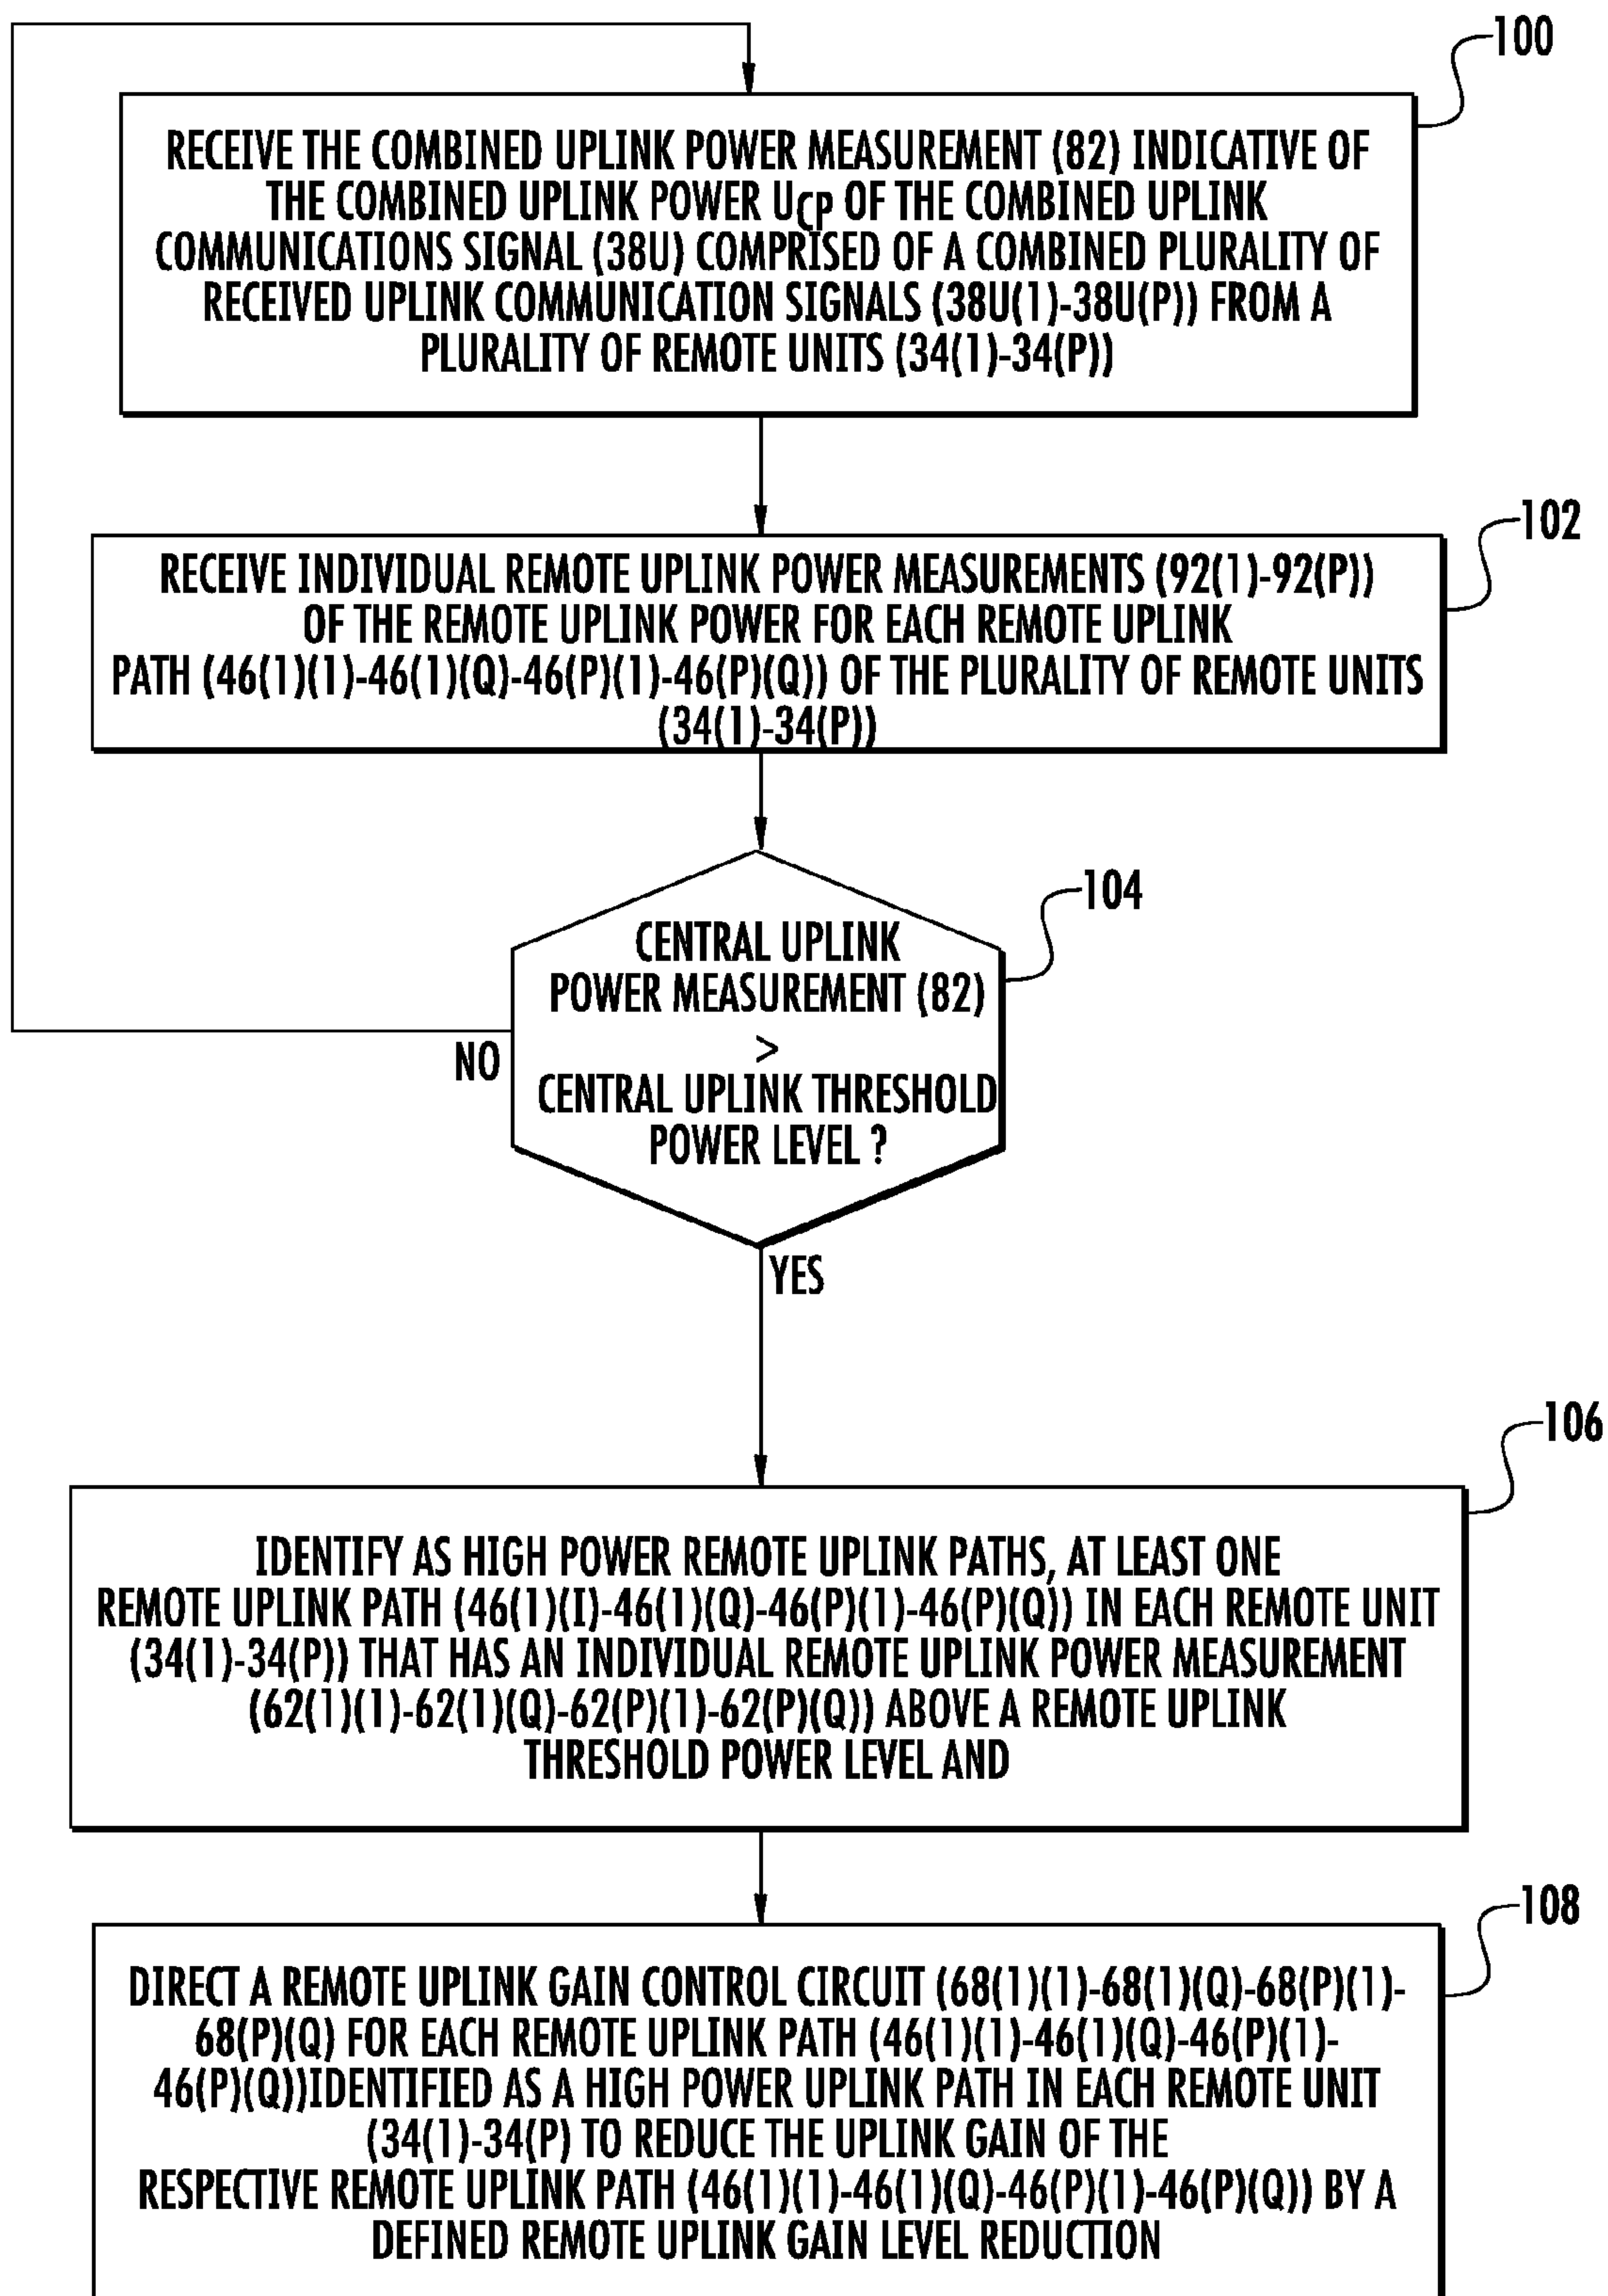 100
RECEIVE THE COMBINED UPLINK POWER MEASUREMENT (82) INDICATIVE OF
THE COMBINED UPLINK POWER UCP OF THE COMBINED UPLINK
COMMUNICATIONS SIGNAL (38U) COMPRISED OF A COMBINED PLURALITY OF
RECEIVED UPLINK COMMUNICATION SIGNALS (38U(1)-38U(P)) FROM A
PLURALITY OF REMOTE UNITS (34(1)-34(P))
102
RECEIVE INDIVIDUAL REMOTE UPLINK POWER MEASUREMENTS (92(1)-92(P))
OF THE REMOTE UPLINK POWER FOR EACH REMOTE UPLINK
PATH (46(1)(1)-46(1)(Q)-46(P)(1)-46(P)(Q)) OF THE PLURALITY OF REMOTE UNITS
(34(1)-34(P))
104
CENTRAL UPLINK
POWER MEASUREMENT (82)
>
CENTRAL UPLINK THRESHOLD
POWER LEVEL ?
NO
YES
106
IDENTIFY AS HIGH POWER REMOTE UPLINK PATHS, AT LEAST ONE
REMOTE UPLINK PATH (46(1)(I)-46(1)(Q)-46(P)(1)-46(P)(Q)) IN EACH REMOTE UNIT
(34(1)-34(P)) THAT HAS AN INDIVIDUAL REMOTE UPLINK POWER MEASUREMENT
(62(1)(1)-62(1)(Q)-62(P)(1)-62(P)(Q)) ABOVE A REMOTE UPLINK
THRESHOLD POWER LEVEL AND
108
DIRECT A REMOTE UPLINK GAIN CONTROL CIRCUIT (68(1)(1)-68(1)(Q)-68(P)(1)-
68(P)(Q) FOR EACH REMOTE UPLINK PATH (46(1)(1)-46(1)(Q)-46(P)(1)-
46(P)(Q))IDENTIFIED AS A HIGH POWER UPLINK PATH IN EACH REMOTE UNIT
(34(1)-34(P) TO REDUCE THE UPLINK GAIN OF THE
RESPECTIVE REMOTE UPLINK PATH (46(1)(1)-46(1)(Q)-46(P)(1)-46(P)(Q)) BY A
DEFINED REMOTE UPLINK GAIN LEVEL REDUCTION